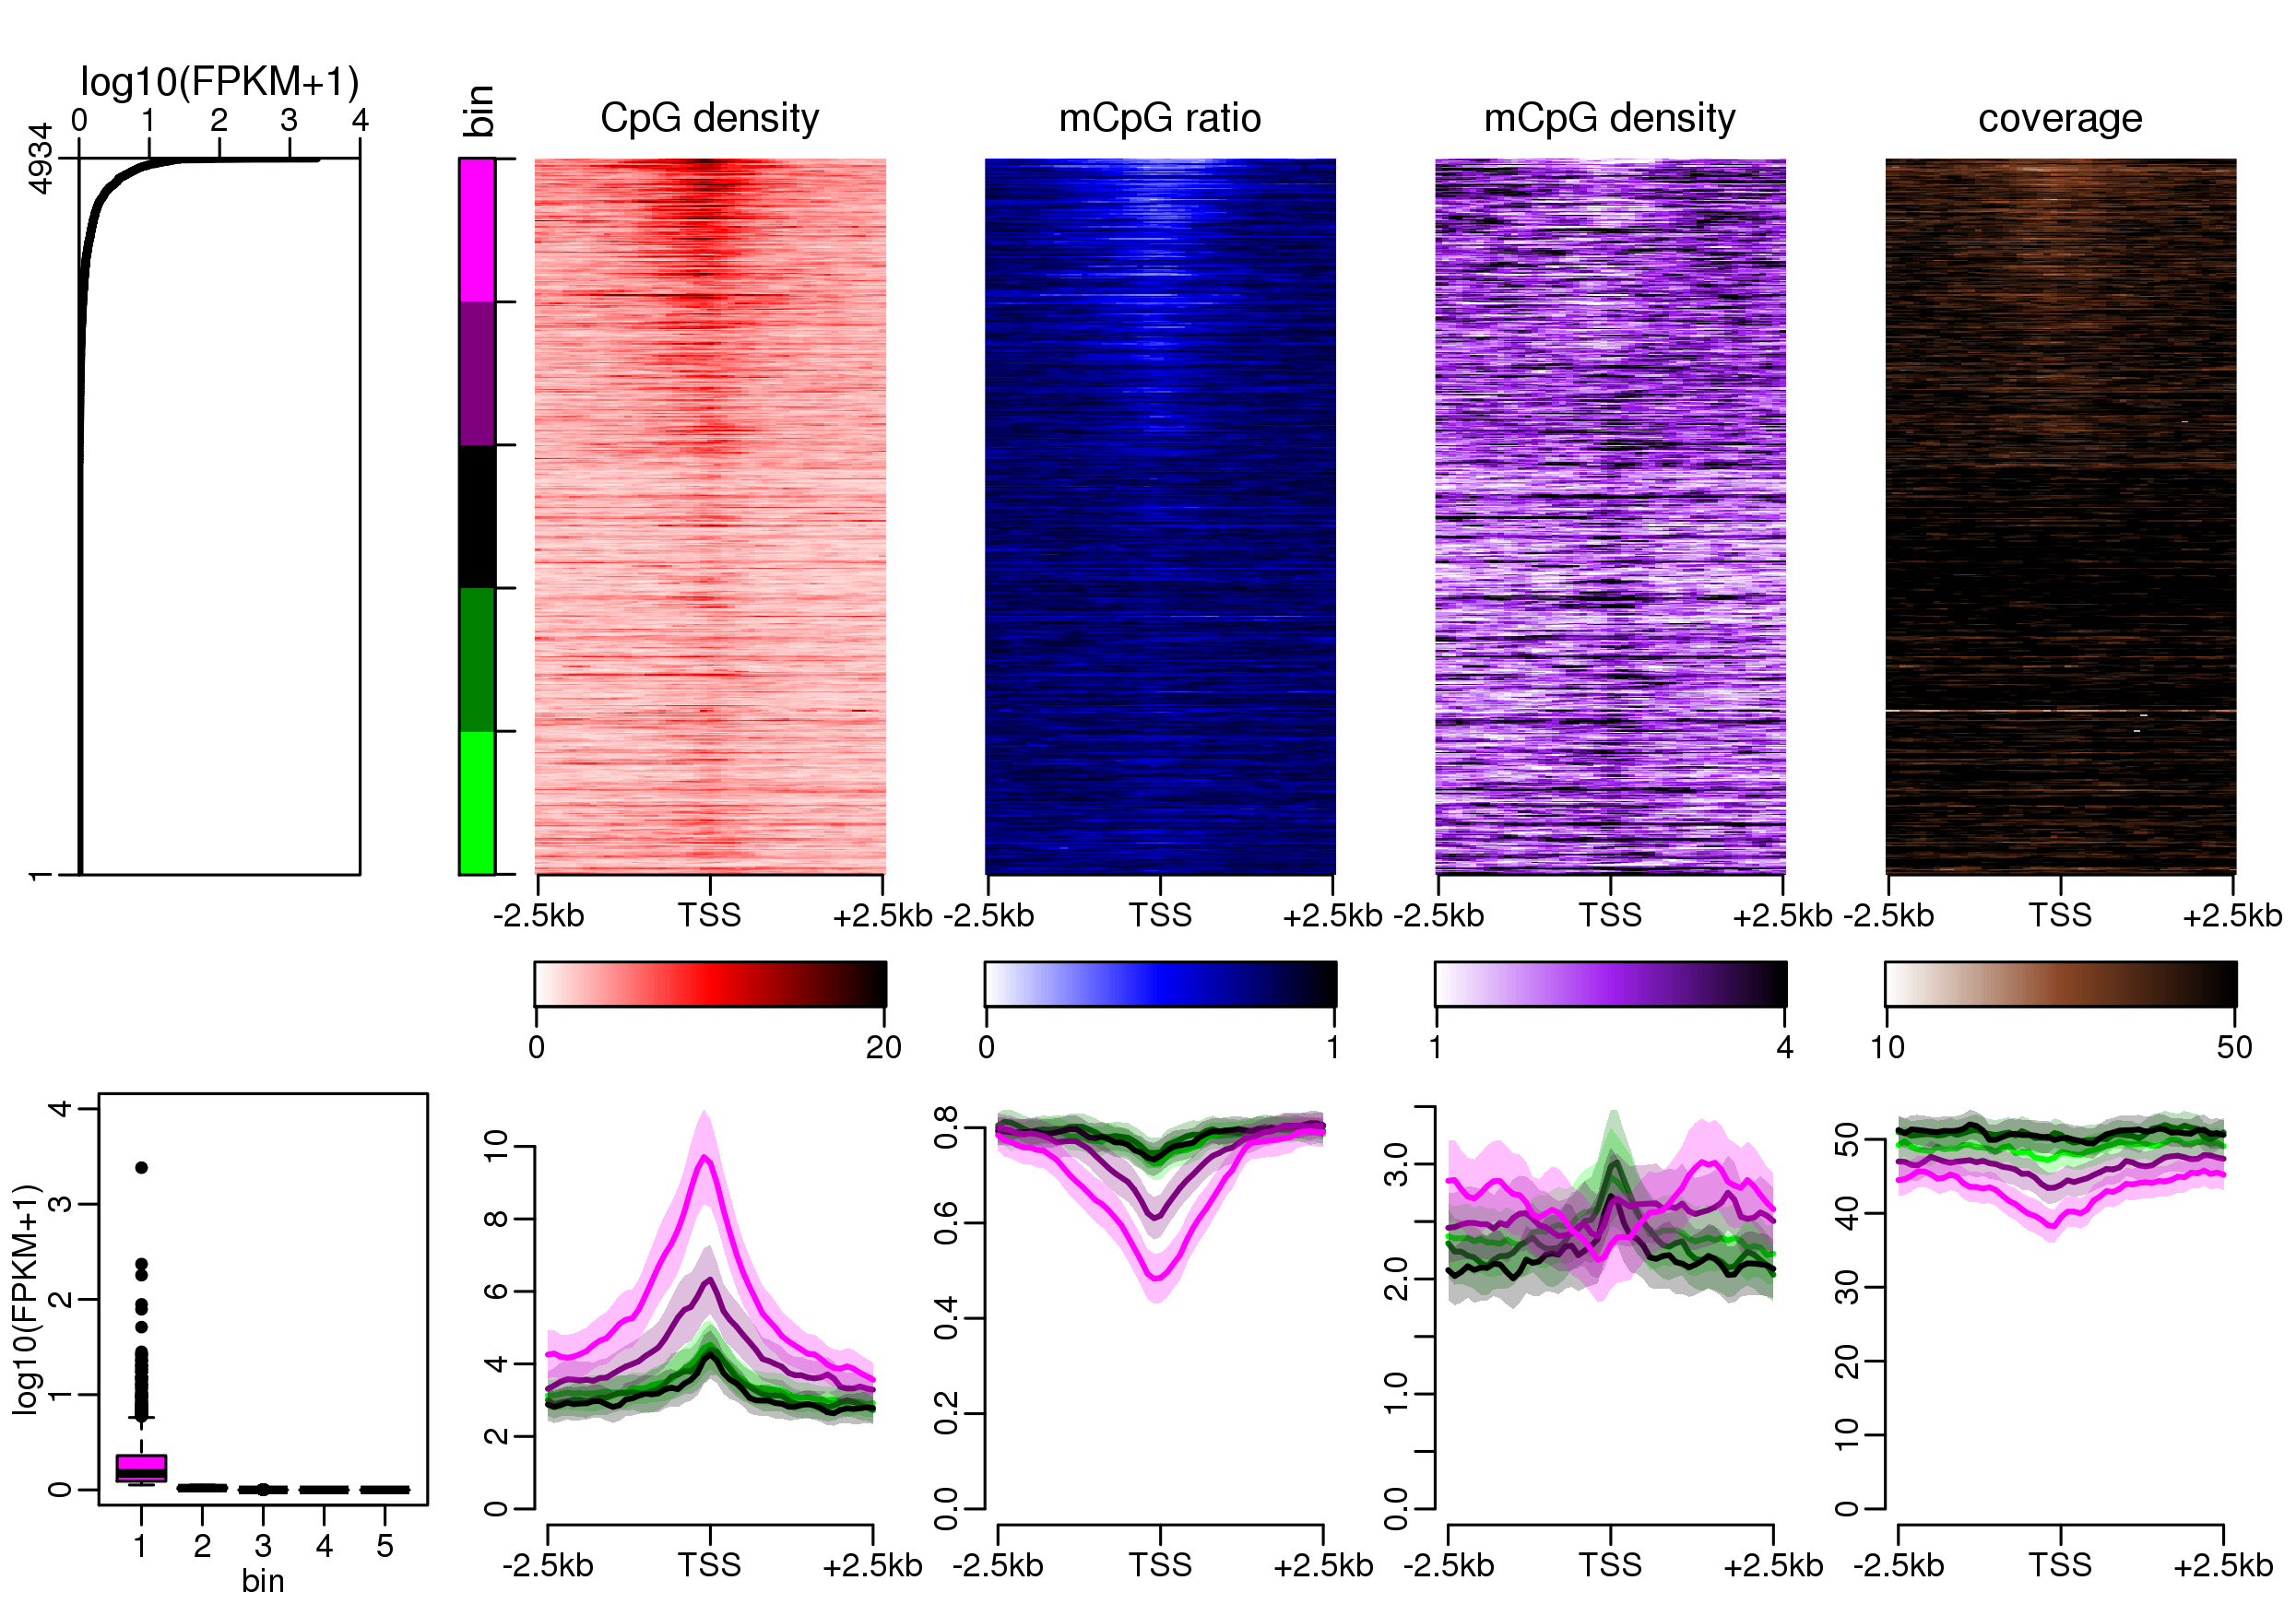 log10(FPKM+1)
0 1 2 3 4
4934
1
bin
CpG density
mCpG ratio
mCpG density
coverage
-2.5kb TSS +2.5kb
-2.5kb TSS +2.5kb
-2.5kb TSS +2.5kb
-2.5kb TSS +2.5kb
0 20
0 1
1 4
10 50
log10(FPKM+1)
0 1 2 3 4
1 2 3 4 5
bin
0 2 4 6 8 10
-2.5kb TSS +2.5kb
0.0 0.2 0.4 0.6 0.8
-2.5kb TSS +2.5kb
0.0 1.0 2.0 3.0
-2.5kb TSS +2.5kb
0 10 20 30 40 50
-2.5kb TSS +2.5kb